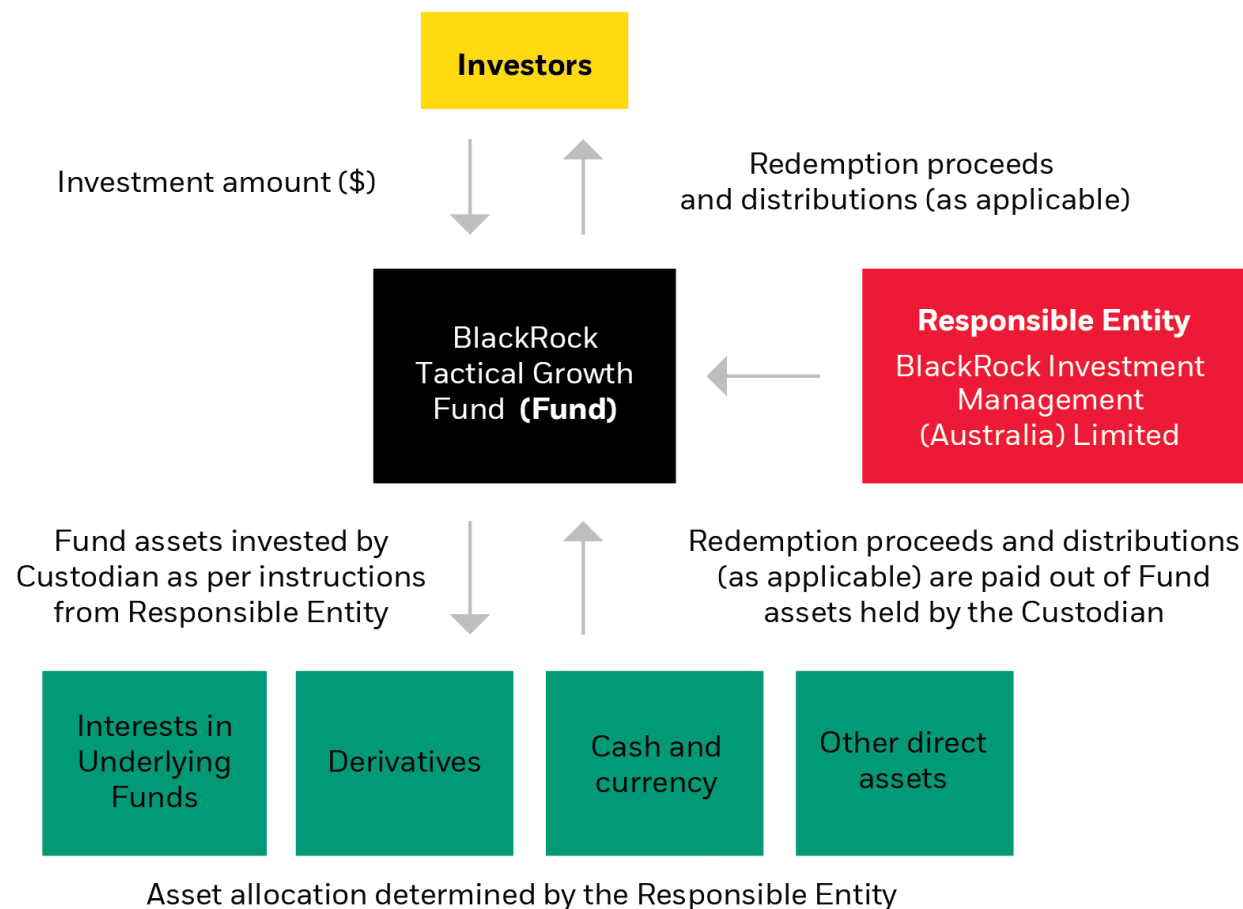 Investors
Investment amount ($)
Redemption proceeds
and distributions (as applicable)
BlackRock
Tactical Growth
Fund (Fund)
Responsible Entity
BlackRock Investment
Management
(Australia) Limited
Fund assets invested by
Custodian as per instructions
from Responsible Entity
Redemption proceeds and distributions
(as applicable) are paid out of Fund
assets held by the Custodian
Interests in
Underlying
Funds
Derivatives
Cash and
currency
Other direct
assets
Asset allocation determined by the Responsible Entity